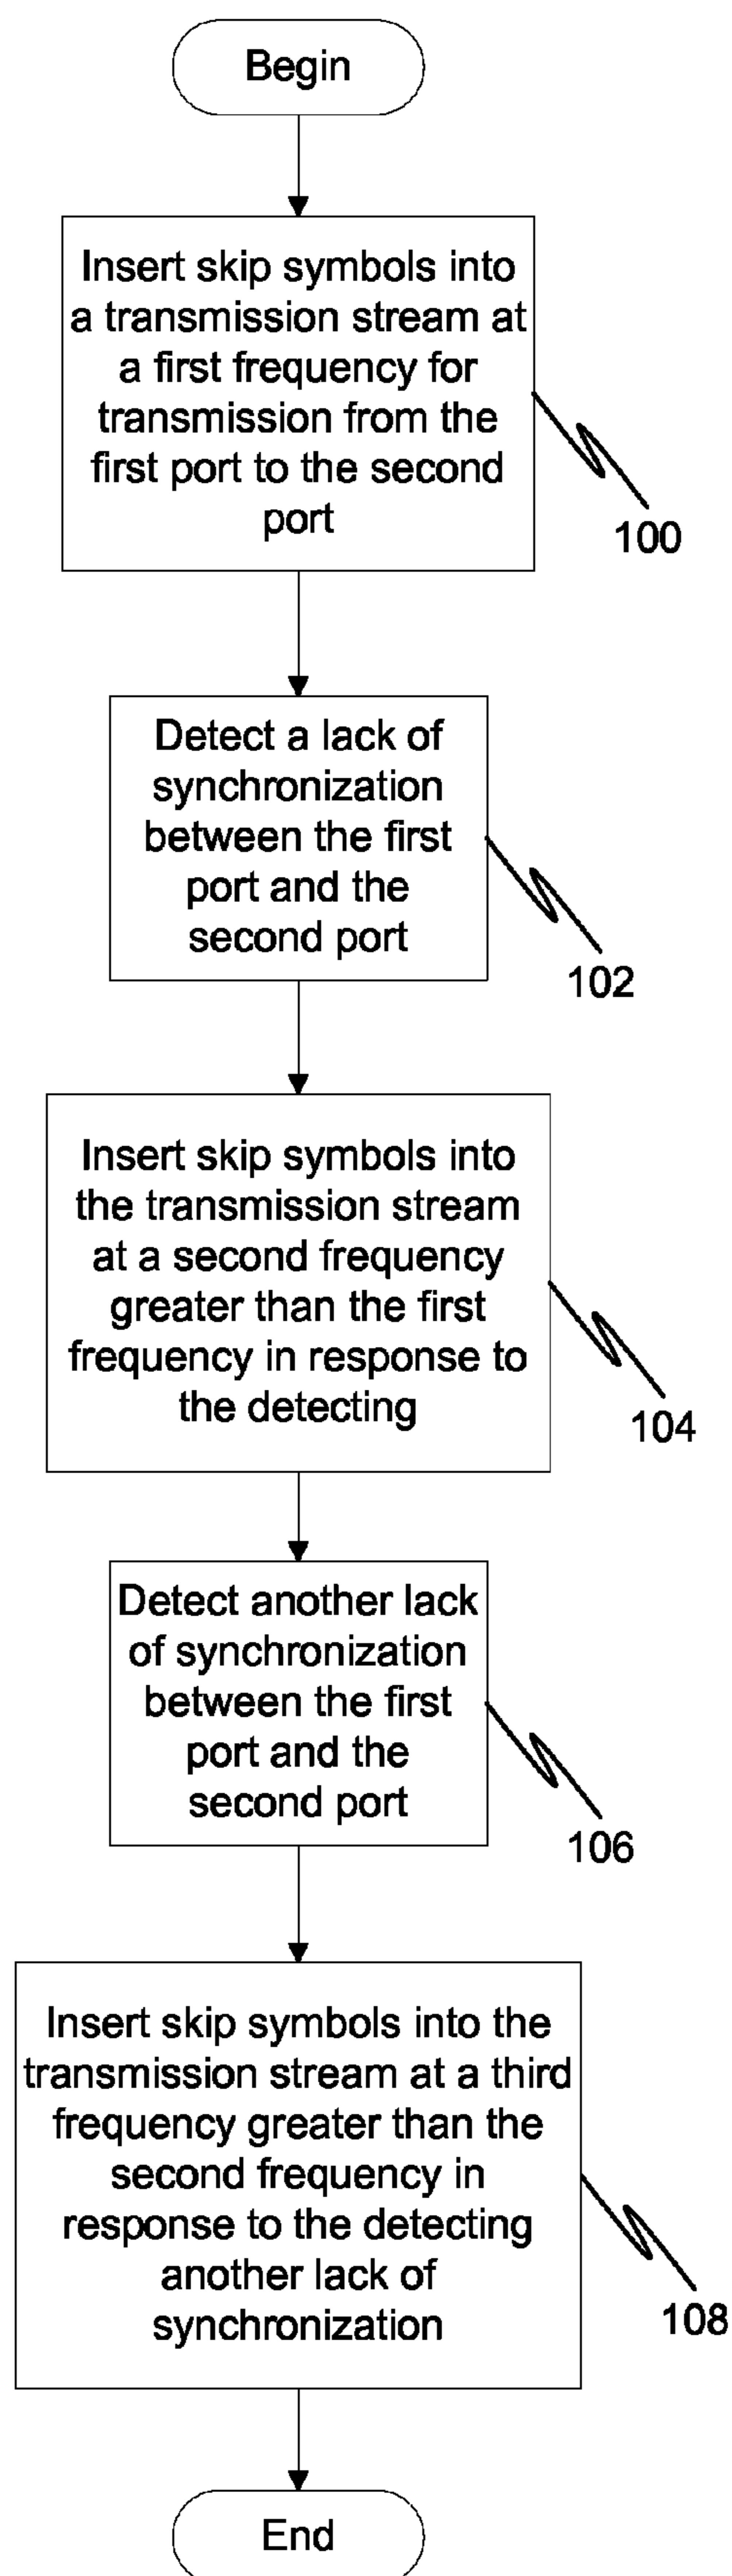 Begin
Insert skip symbols into
a transmission stream at
a first frequency for
transmission from the
first port to the second
port
100
Detect a lack of
synchronization
between the first
port and the
second port
102
Insert skip symbols into
the transmission stream
at a second frequency
greater than the first
frequency in response to
the detecting
104
Detect another lack
of synchronization
between the first
port and the
second port
106
Insert skip symbols into the
transmission stream at a third
frequency greater than the
second frequency in
response to the detecting
another lack of
synchronization
108
End